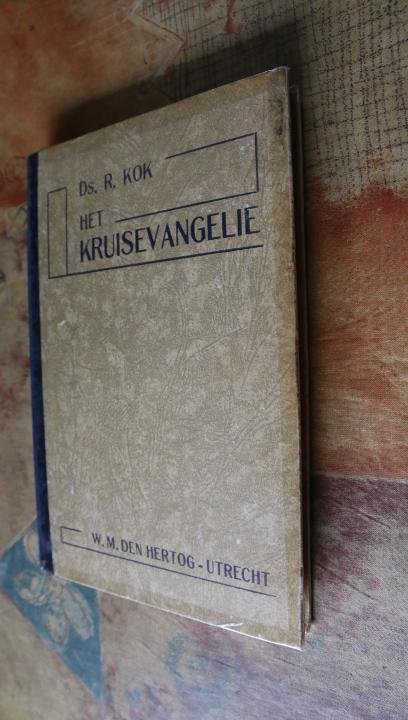 Ds. R. KOK
HET
KRUISEVANGELIE
W. M. DEN HERTOG - UTRECHT